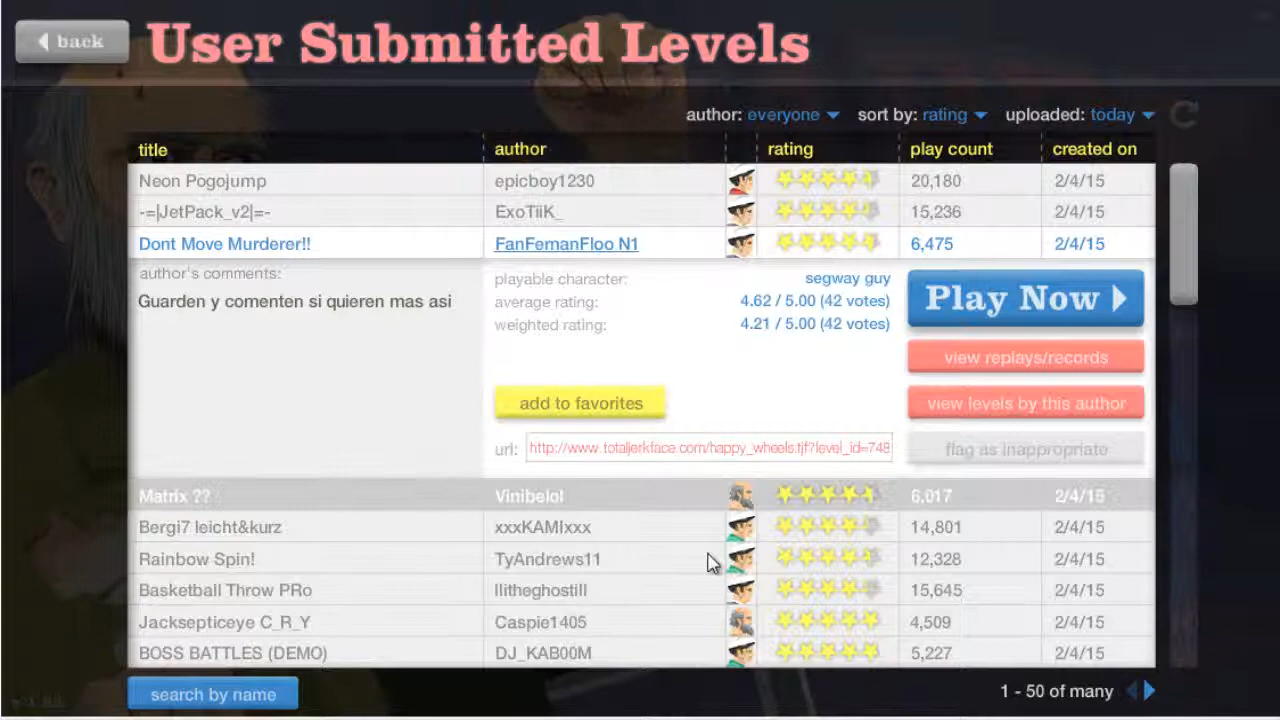 back
User Submitted Levels
author: everyone sort by: rating uploaded: today
title author rating play count created on
Neon Pogojump epicboy1230 20,180 2/4/15
-=|JetPack_v2|=- ExoTiiK_ 15,236 2/4/15
Dont Move Murderer!! FanFernanFloo N1 6,475 2/4/15
author's comments:
Guarden y comenten si quieren mas asi
playable character: segway guy
average rating: 4.62 / 5.00 (42 votes)
weighted rating: 4.21 / 5.00 (42 votes)
add to favorites
url: http://www.totaljerkface.com/happy_wheels.tjf?level_id=748
Play Now
view replays/records
view levels by this author
flag as inappropriate
Matrix ?? Vinibelol 6,017 2/4/15
Bergi7 leicht&kurz xxxKAMIxxx 14,801 2/4/15
Rainbow Spin! TyAndrews11 12,328 2/4/15
Basketball Throw PRo llitheghostill 15,645 2/4/15
Jacksepticeye C_R_Y Caspie1405 4,509 2/4/15
BOSS BATTLES (DEMO) DJ_KAB00M 5,227 2/4/15
search by name
1 - 50 of many